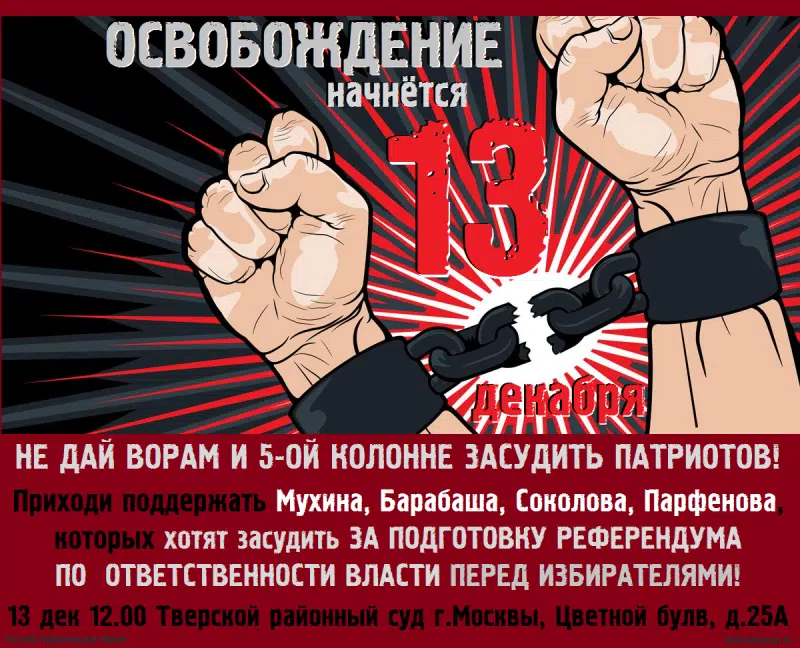 ОСВОБОЖДЕНИЕ
начнётся
13
декабря
НЕ ДАЙ ВОРАМ И 5-ОЙ КОЛОННЕ ЗАСУДИТЬ ПАТРИОТОВ!
Приходи поддержать Мухина, Барабаша, Соколова, Парфенова,
которых хотят засудить ЗА ПОДГОТОВКУ РЕФЕРЕНДУМА
ПО ОТВЕТСТВЕННОСТИ ВЛАСТИ ПЕРЕД ИЗБИРАТЕЛЯМИ!
13 дек 12.00 Тверской районный суд г.Москвы, Цветной булв, д.25А